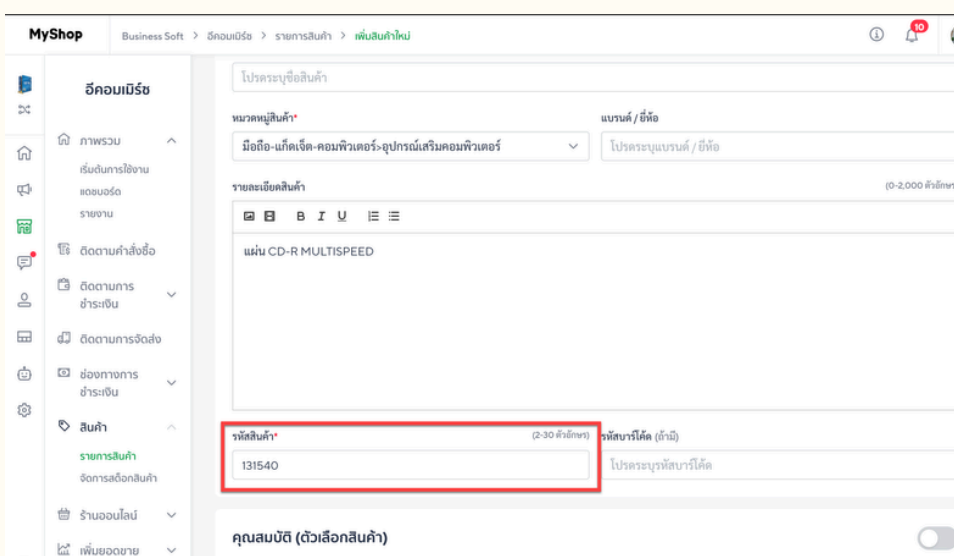 MyShop
Business Soft > อีคอมเมิร์ซ > รายการสินค้า > เพิ่มสินค้าใหม่
10
อีคอมเมิร์ซ
ภาพรวม
เริ่มต้นการใช้งาน
แดชบอร์ด
รายงาน
ติดตามคำสั่งซื้อ
ติดตามการ
ชำระเงิน
ติดตามการจัดส่ง
ช่องทางการ
ชำระเงิน
สินค้า
รายการสินค้า
จัดการสต็อกสินค้า
ร้านออนไลน์
เพิ่มยอดขาย
โปรดระบุชื่อสินค้า
หมวดหมู่สินค้า*
แบรนด์ / ยี่ห้อ
มือถือ-แก็ดเจ็ต-คอมพิวเตอร์>อุปกรณ์เสริมคอมพิวเตอร์
โปรดระบุแบรนด์ / ยี่ห้อ
รายละเอียดสินค้า
(0-2,000 ตัวอักษร
B I U
แผ่น CD-R MULTISPEED
รหัสสินค้า*
(2-30 ตัวอักษร)
รหัสบาร์โค้ด (ถ้ามี)
131540
โปรดระบุรหัสบาร์โค้ด
คุณสมบัติ (ตัวเลือกสินค้า)